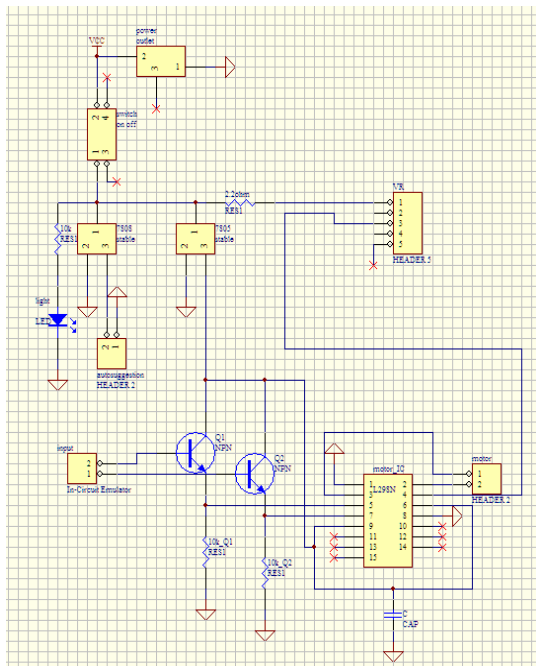 power
outlet
VCC
2
3
1
switch
on off
2
4
1
3
2.2ohm
RES1
VR
1
2
3
4
5
HEADER 5
10k
RES1
7808
stable
2
1
3
7805
stable
2
1
3
light
LED
2
1
autosuggestion
HEADER 2
input
2
1
In-Circuit Emulator
Q1
NPN
Q2
NPN
motor_IC
L298N
1
2
3
4
5
6
7
8
9
10
11
12
13
14
15
motor
1
2
HEADER 2
10k_Q1
RES1
10k_Q2
RES1
C
CAP